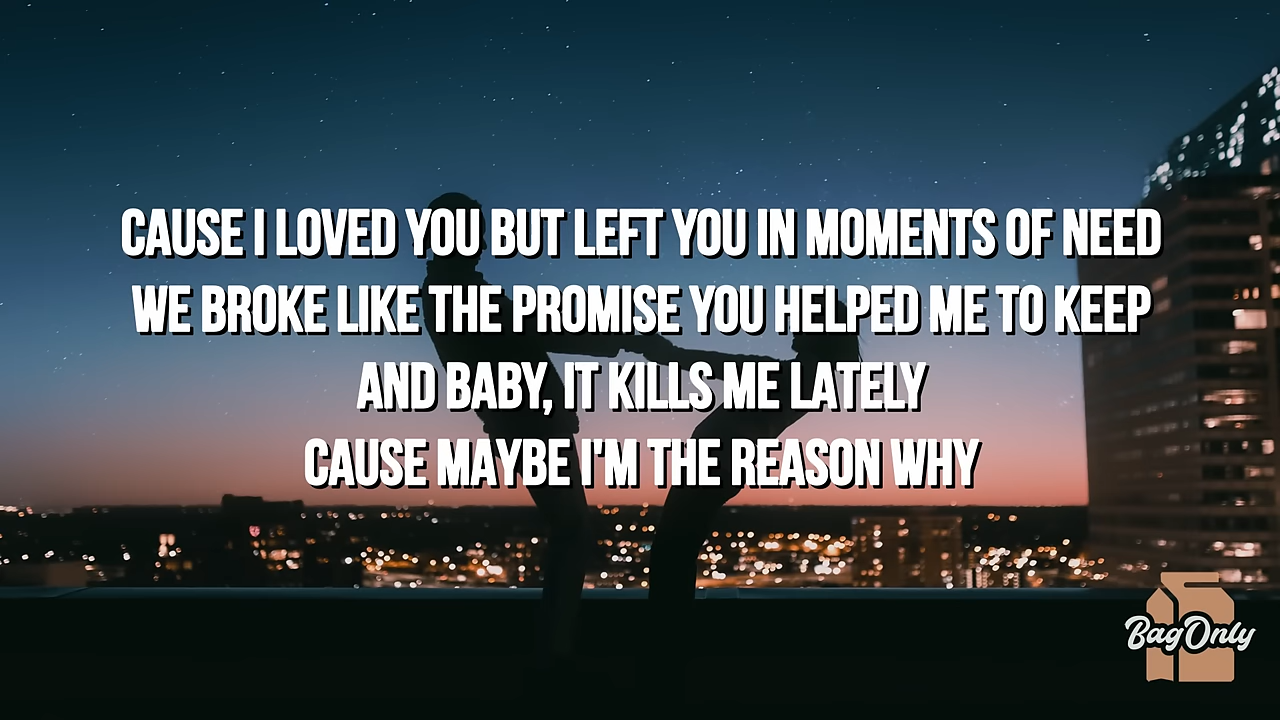 CAUSE I LOVED YOU BUT LEFT YOU IN MOMENTS OF NEED
WE BROKE LIKE THE PROMISE YOU HELPED ME TO KEEP
AND BABY, IT KILLS ME LATELY
CAUSE MAYBE I'M THE REASON WHY
BagOnly